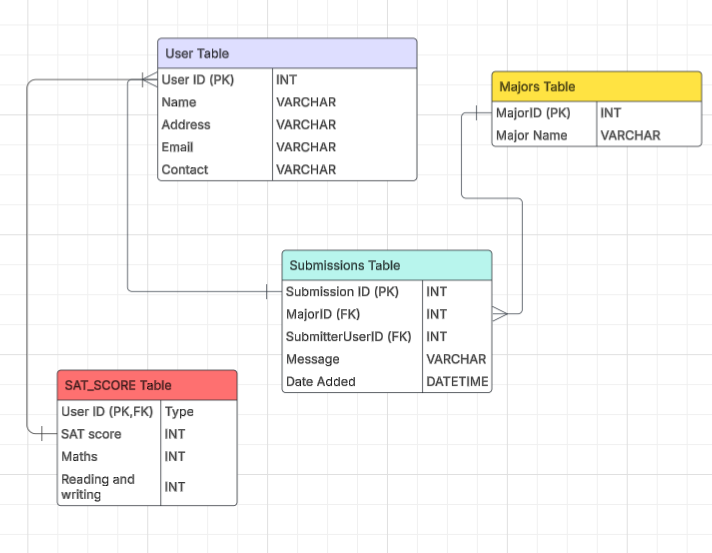 User Table
User ID (PK) INT
Name VARCHAR
Address VARCHAR
Email VARCHAR
Contact VARCHAR
Majors Table
MajorID (PK) INT
Major Name VARCHAR
Submissions Table
Submission ID (PK) INT
MajorID (FK) INT
SubmitterUserID (FK) INT
Message VARCHAR
Date Added DATETIME
SAT_SCORE Table
User ID (PK,FK) Type
SAT score INT
Maths INT
Reading and
writing INT